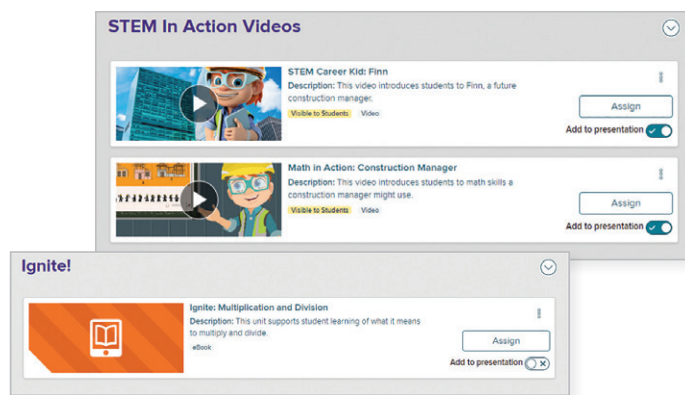 STEM In Action Videos
STEM Career Kid: Finn
Description: This video introduces students to Finn, a future
construction manager.
Visible to Students Video
Assign
Add to presentation
Math in Action: Construction Manager
Description: This video introduces students to math skills a
construction manager might use.
Visible to Students Video
Assign
Add to presentation
Ignite!
Ignite: Multiplication and Division
Description: This unit supports student learning of what it means
to multiply and divide.
eBook
Assign
Add to presentation